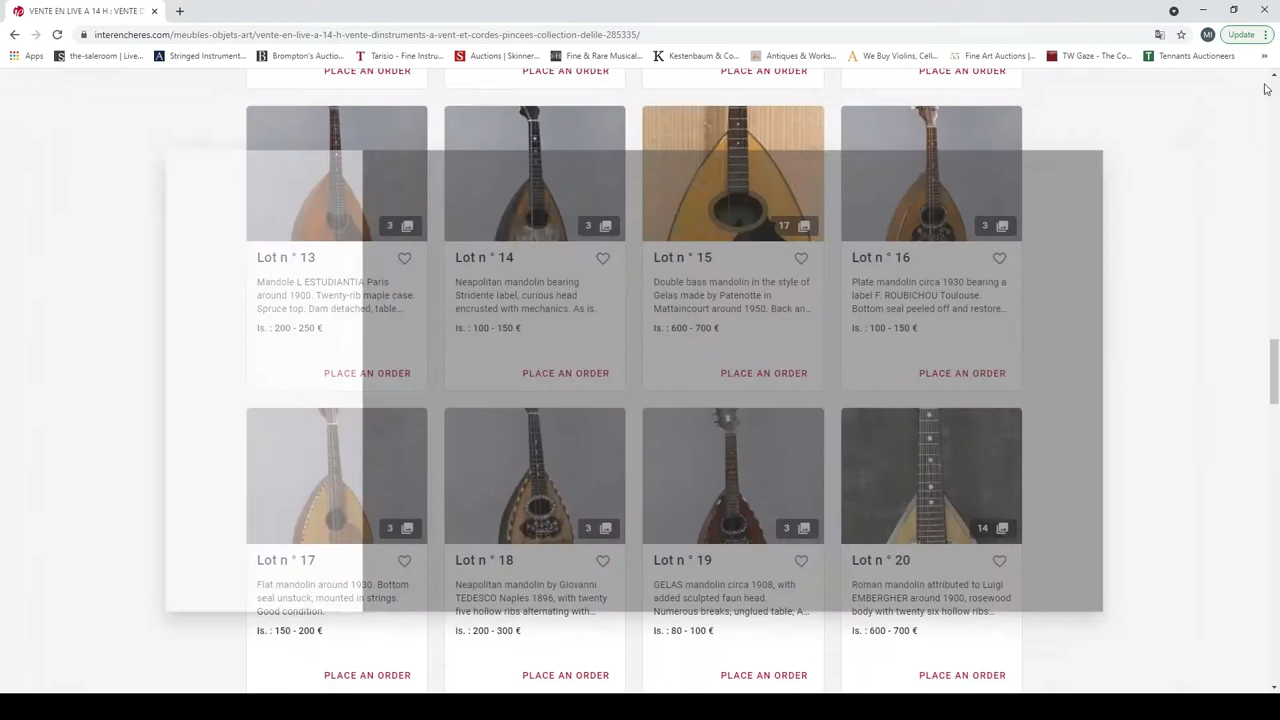 VENTE EN LIVE A 14 H : VENTE D'I
interencheres.com/meubles-objets-art/vente-en-live-a-14-h-vente-dinstruments-a-vent-et-cordes-pincees-collection-delile-285335/
MI
Update
Apps
the-saleroom | Live...
Stringed Instrument...
Brompton's Auction...
Tarisio - Fine Instru...
Auctions | Skinner...
Fine & Rare Musical...
Kestenbaum & Co...
Antiques & Works...
We Buy Violins, Cell...
Fine Art Auctions |...
TW Gaze - The Co...
Tennants Auctioneers
»
PLACE AN ORDER
PLACE AN ORDER
PLACE AN ORDER
PLACE AN ORDER
3
3
17
3
Lot n ° 13
Mandole L ESTUDIANTIA Paris
around 1900. Twenty-rib maple case.
Spruce top. Dam detached, table...
Is. : 200 - 250 €
PLACE AN ORDER
Lot n ° 14
Neapolitan mandolin bearing
Stridente label, curious head
encrusted with mechanics. As is.
Is. : 100 - 150 €
PLACE AN ORDER
Lot n ° 15
Double bass mandolin in the style of
Gelas made by Patenotte in
Mattaincourt around 1950. Back an...
Is. : 600 - 700 €
PLACE AN ORDER
Lot n ° 16
Plate mandolin circa 1930 bearing a
label F. ROUBICHOU Toulouse.
Bottom seal peeled off and restore...
Is. : 100 - 150 €
PLACE AN ORDER
3
3
3
14
Lot n ° 17
Flat mandolin around 1930. Bottom
seal unstuck, mounted in strings.
Good condition.
Is. : 150 - 200 €
PLACE AN ORDER
Lot n ° 18
Neapolitan mandolin by Giovanni
TEDESCO Naples 1896, with twenty
five hollow ribs alternating with...
Is. : 200 - 300 €
PLACE AN ORDER
Lot n ° 19
GELAS mandolin circa 1908, with
added sculpted faun head.
Numerous breaks, unglued table; A...
Is. : 80 - 100 €
PLACE AN ORDER
Lot n ° 20
Roman mandolin attributed to Luigi
EMBERGHER around 1900, rosewood
body with twenty six hollow ribs...
Is. : 600 - 700 €
PLACE AN ORDER